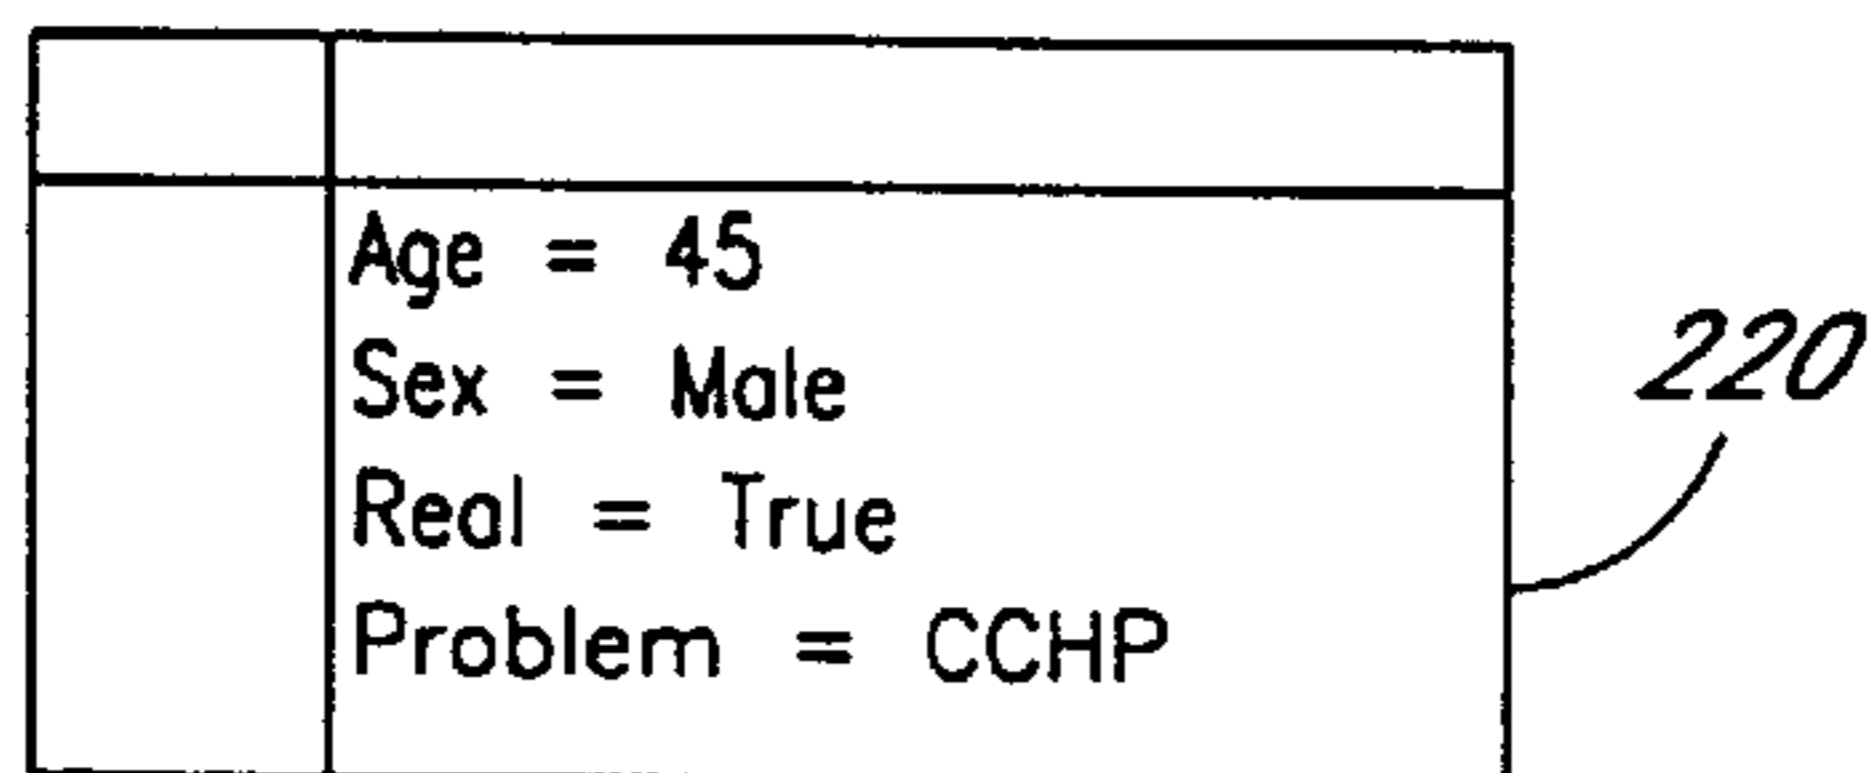 Age = 45
Sex = Male
Real = True
Problem = CCHP
220